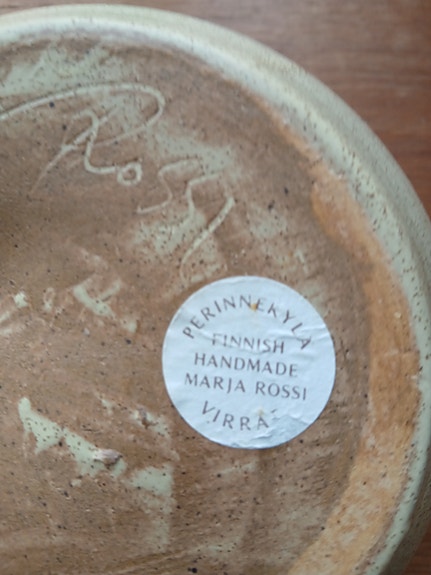 Rossi
PERINNEKYLÄ
FINNISH
HANDMADE
MARJA ROSSI
VIRRAT